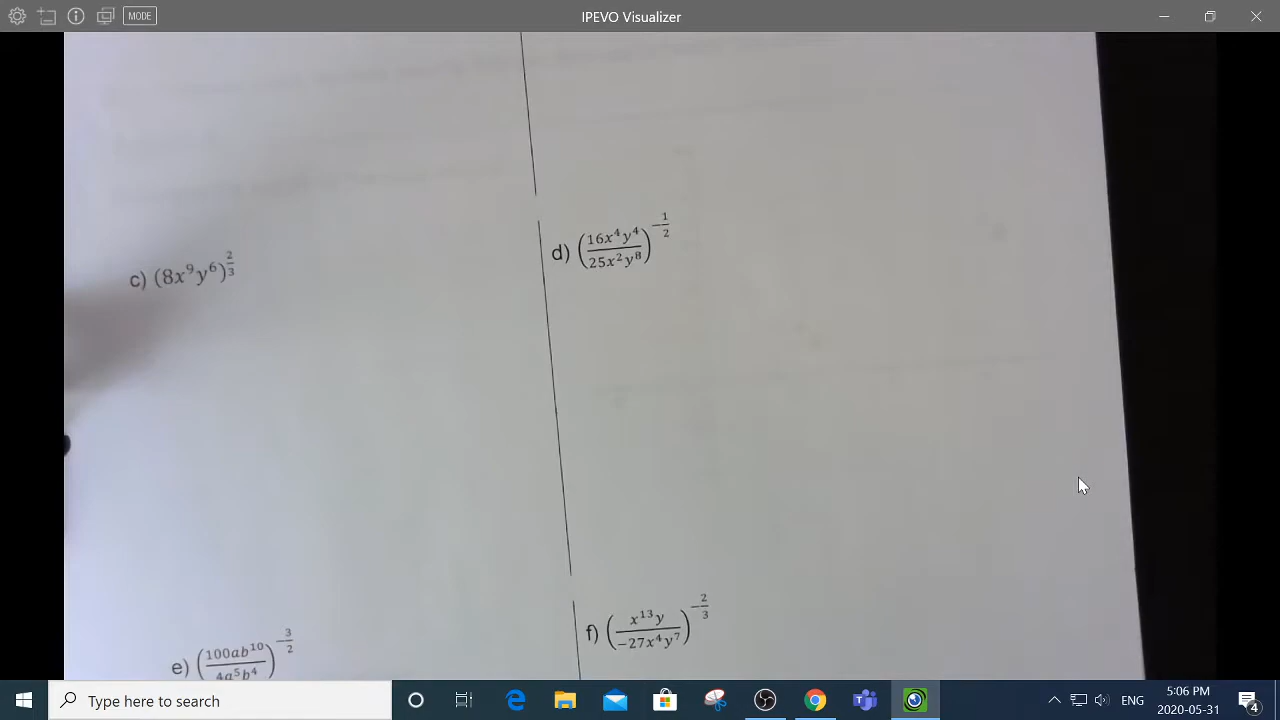 MODE
IPEVO Visualizer
c) (8x⁹y⁶)^(2/3)
d) (16x⁴y⁴/25x²y⁸)^(-1/2)
e) (100ab¹⁰/4a⁵b⁴)^(-3/2)
f) (x¹³y/-27x⁴y⁷)^(-2/3)
Type here to search
ENG
5:06 PM
2020-05-31
4